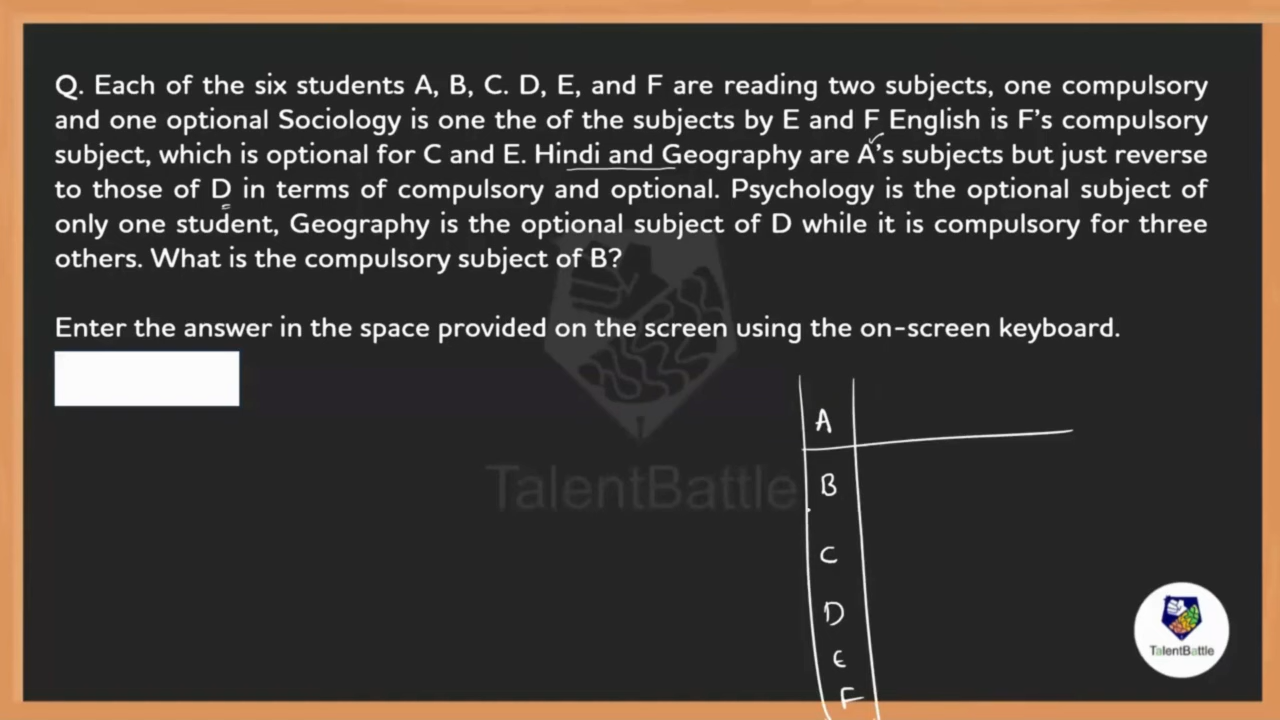 Q. Each of the six students A, B, C. D, E, and F are reading two subjects, one compulsory
and one optional Sociology is one the of the subjects by E and F English is F's compulsory
subject, which is optional for C and E. Hindi and Geography are A's subjects but just reverse
to those of D in terms of compulsory and optional. Psychology is the optional subject of
only one student, Geography is the optional subject of D while it is compulsory for three
others. What is the compulsory subject of B?
Enter the answer in the space provided on the screen using the on-screen keyboard.
A
B
TalentBattle
C
D
E
F
TalentBattle